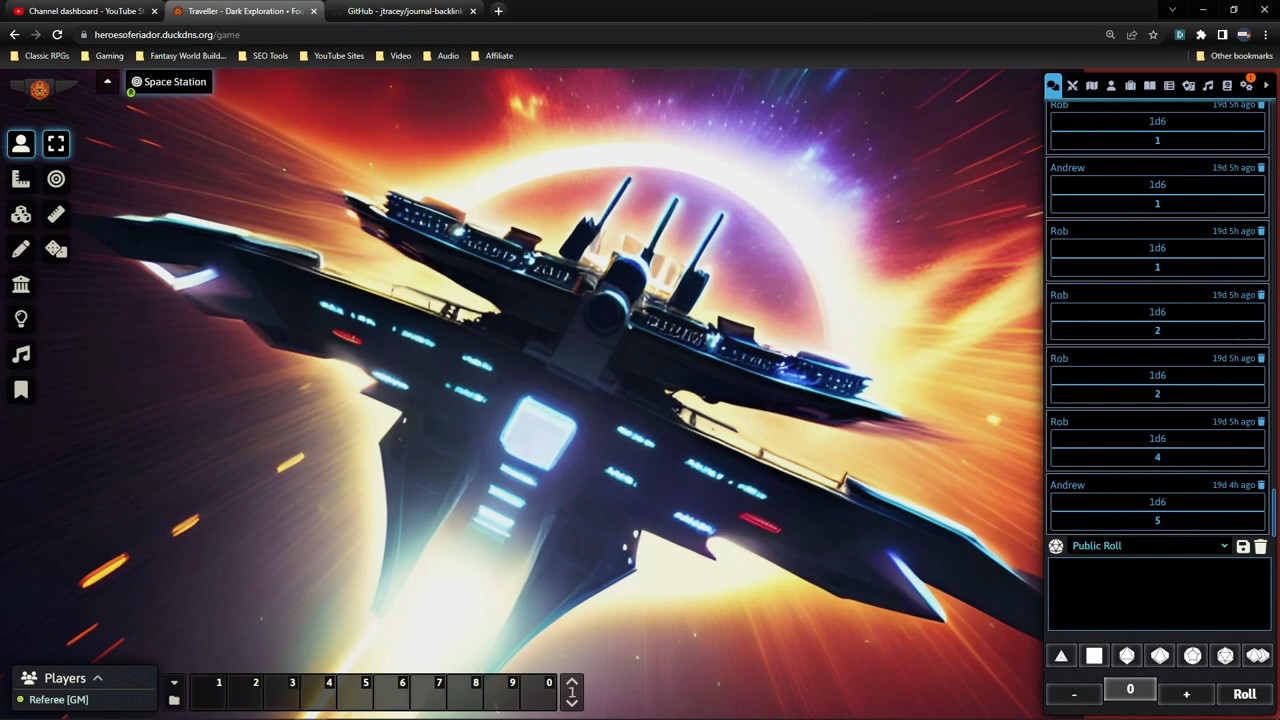 Channel dashboard - YouTube S
Traveller - Dark Exploration • Fou
GitHub - jtracey/journal-backlink
heroesoferiador.duckdns.org/game
Classic RPGs
Gaming
Fantasy World Build...
SEO Tools
YouTube Sites
Video
Audio
Affiliate
Other bookmarks
Space Station
R
Rob 19d 5h ago
1d6
1
Andrew 19d 5h ago
1d6
1
Rob 19d 5h ago
1d6
1
Rob 19d 5h ago
1d6
2
Rob 19d 5h ago
1d6
2
Rob 19d 5h ago
1d6
4
Andrew 19d 4h ago
1d6
5
Public Roll
- 0 + Roll
Players
Referee [GM]
1 2 3 4 5 6 7 8 9 0
1